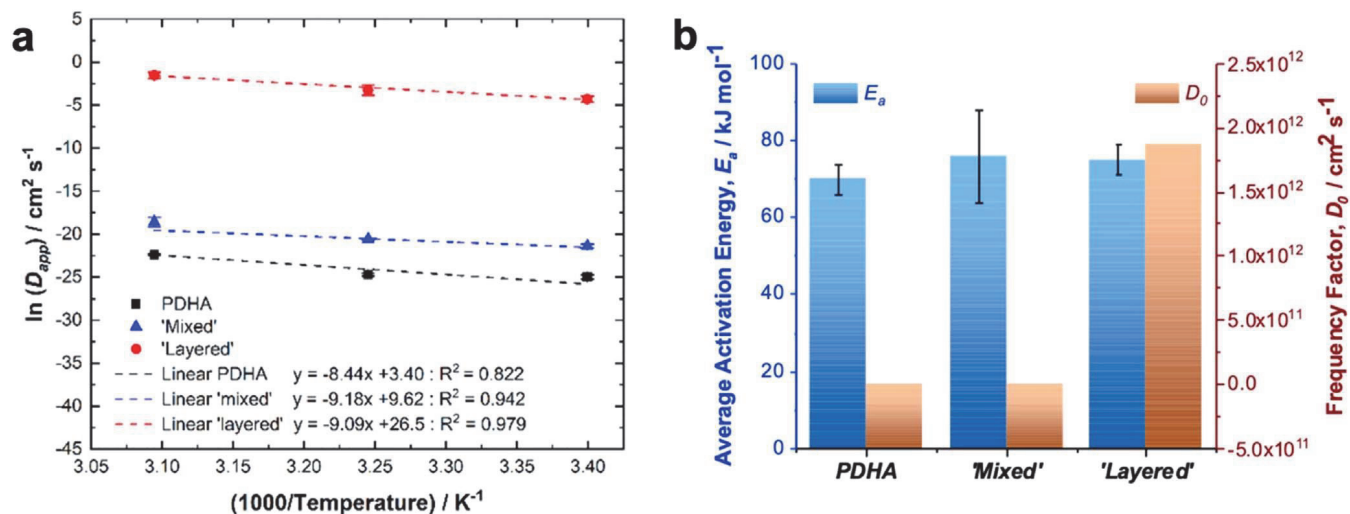 a
ln (D_app) / cm² s⁻¹
5
0
-5
-10
-15
-20
-25
-30
-35
-40
-45
PDHA
'Mixed'
'Layered'
Linear PDHA y = -8.44x +3.40 : R² = 0.822
Linear 'mixed' y = -9.18x +9.62 : R² = 0.942
Linear 'layered' y = -9.09x +26.5 : R² = 0.979
3.05 3.10 3.15 3.20 3.25 3.30 3.35 3.40
(1000/Temperature) / K⁻¹
b
Average Activation Energy, Eₐ / kJ mol⁻¹
100
80
60
40
20
0
Eₐ
D₀
2.5x10¹²
2.0x10¹²
1.5x10¹²
1.0x10¹²
5.0x10¹¹
0.0
-5.0x10¹¹
Frequency Factor, D₀ / cm² s⁻¹
PDHA 'Mixed' 'Layered'